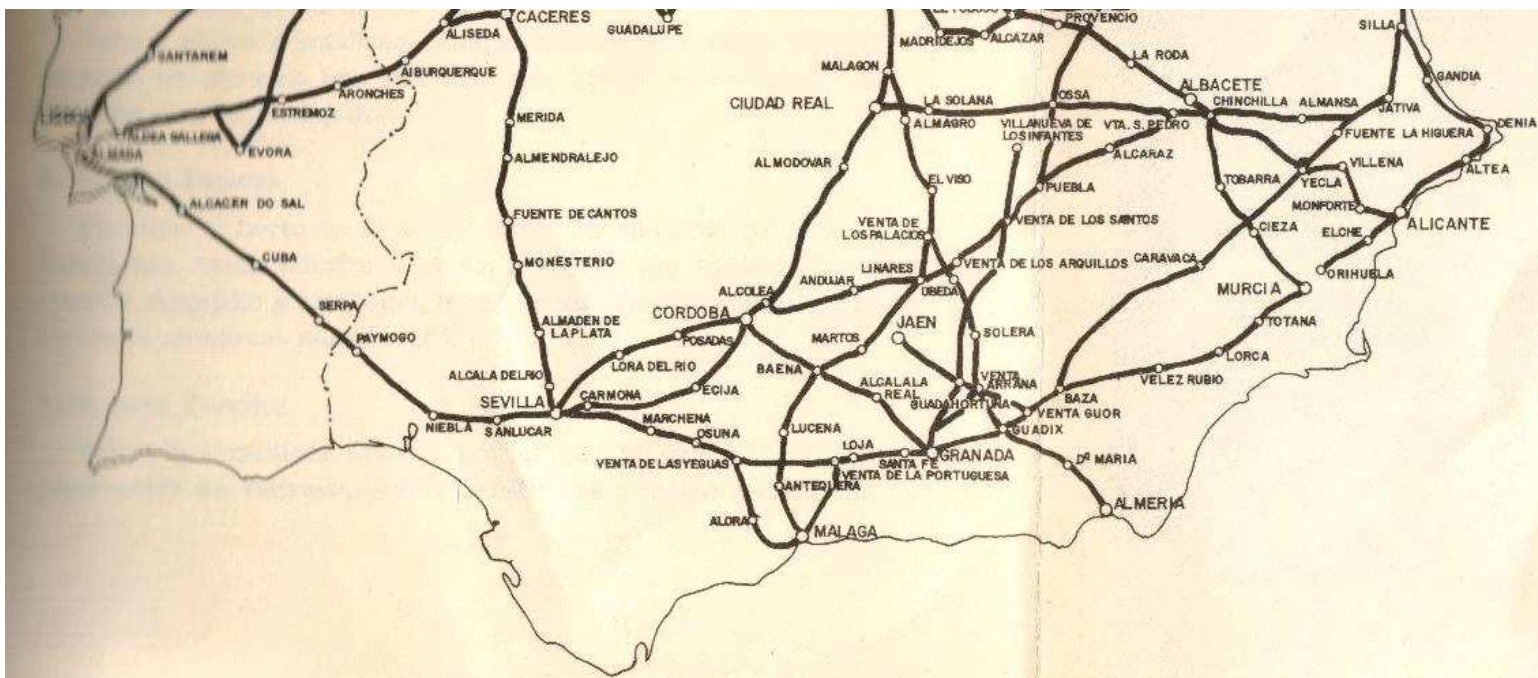 CACERES
ALISEDA
GUADALUPE
PROVENCIO
MADRIDEJOS
ALCAZAR
SILLA
SANTAREM
LA RODA
AIBURQUERQUE
MALAGON
GANDIA
ALBACETE
ARONCHES
ESTREMOZ
CIUDAD REAL
LA SOLANA
OSSA
CHINCHILLA
ALMANSA
JATIVA
MERIDA
ALMAGRO
VILLANUEVA DE
LOS INFANTES
VTA. S. PEDRO
DENIA
ALDEA GALLEGA
FUENTE LA HIGUERA
EVORA
ALMADA
ALMENDRALEJO
ALMODOVAR
ALCARAZ
VILLENA
ALTEA
YECLA
EL VISO
PUEBLA
TOBARRA
ALCACER DO SAL
MONFORTE
FUENTE DE CANTOS
VENTA DE
LOS PALACIOS
VENTA DE LOS SANTOS
CIEZA
ELCHE
ALICANTE
CUBA
MONESTERIO
LINARES
VENTA DE LOS ARQUILLOS
CARAVACA
ORIHUELA
ANDUJAR
UBEDA
MURCIA
SERPA
ALCOLEA
CORDOBA
PAYMOGO
ALMADEN DE
LA PLATA
POSADAS
MARTOS
JAEN
SOLERA
TOTANA
LORA DEL RIO
LORCA
BAENA
VELEZ RUBIO
ALCALA DEL RIO
ECIJA
ALCALA LA
REAL
VENTA
ARRANA
BAZA
SEVILLA
CARMONA
GUADAHORTUNA
VENTA GUOR
NIEBLA
SANLUCAR
MARCHENA
LUCENA
GUADIX
OSUNA
LOJA
VENTA DE LAS YEGUAS
SANTA FE
GRANADA
Dª MARIA
VENTA DE LA PORTUGUESA
ANTEQUERA
ALMERIA
ALORA
MALAGA